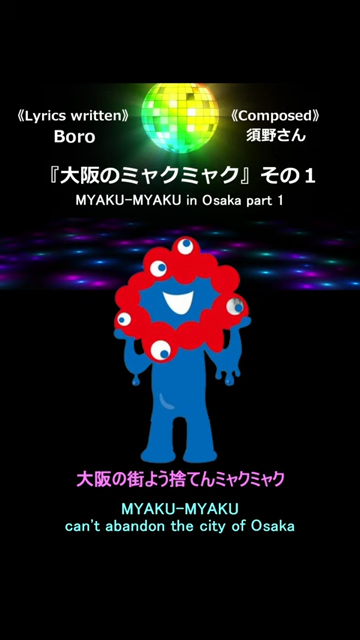 《Lyrics written》
Boro
《Composed》
須野さん
『大阪のミャクミャク』その１
MYAKU-MYAKU in Osaka part 1
大阪の街よう捨てんミャクミャク
MYAKU-MYAKU
can't abandon the city of Osaka